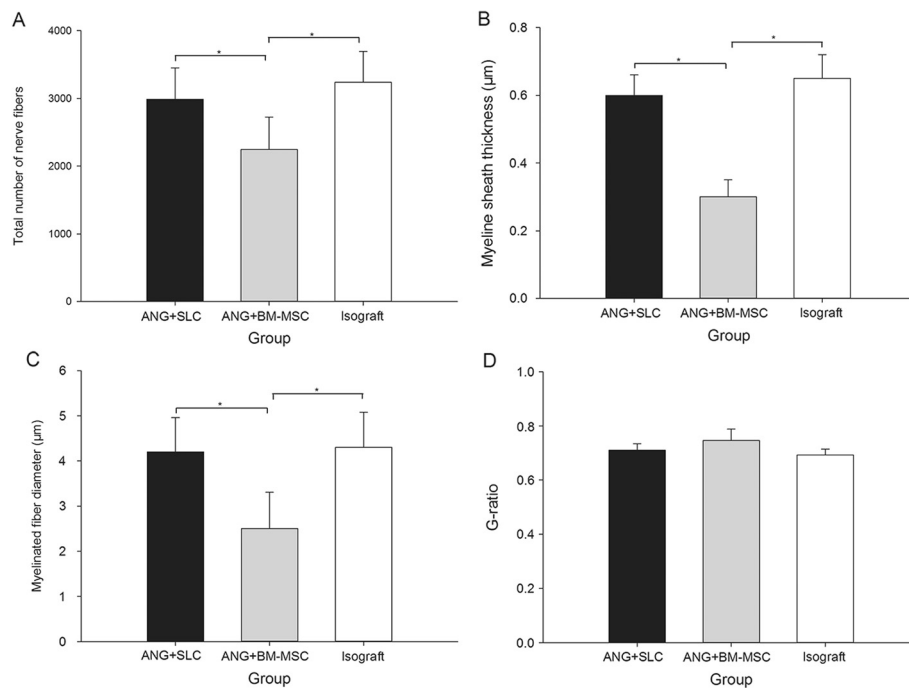 A
Total number of nerve fibers
4000
3000
2000
1000
0
*
*
ANG+SLC ANG+BM-MSC Isograft
Group
B
Myeline sheath thickness (μm)
0.8
0.6
0.4
0.2
0.0
*
*
ANG+SLC ANG+BM-MSC Isograft
Group
C
Myelinated fiber diameter (μm)
6
5
4
3
2
1
0
*
*
ANG+SLC ANG+BM-MSC Isograft
Group
D
G-ratio
1.0
0.8
0.6
0.4
0.2
0.0
ANG+SLC ANG+BM-MSC Isograft
Group